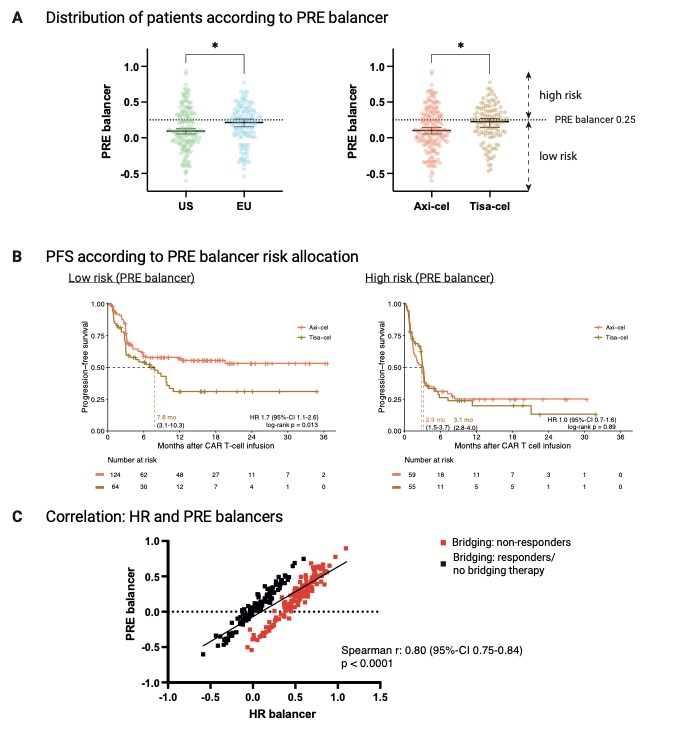 A Distribution of patients according to PRE balancer
*
PRE balancer
1.0
0.5
0.0
-0.5
US EU
*
PRE balancer
1.0
0.5
0.0
-0.5
Axi-cel Tisa-cel
high risk
PRE balancer 0.25
low risk
B PFS according to PRE balancer risk allocation
Low risk (PRE balancer)
Progression-free survival
1.00
0.75
0.50
0.25
0.00
Axi-cel
Tisa-cel
7.8 mo
(3.1-10.3)
HR 1.7 (95%-CI 1.1-2.6)
log-rank p = 0.013
0 6 12 18 24 30 36
Months after CAR T-cell infusion
Number at risk
124 62 48 27 11 7 2
64 30 12 7 4 1 0
High risk (PRE balancer)
Progression-free survival
1.00
0.75
0.50
0.25
0.00
Axi-cel
Tisa-cel
2.9 mo 3.1 mo
(1.5-3.7) (2.8-4.0)
HR 1.0 (95%-CI 0.7-1.6)
log-rank p = 0.89
0 6 12 18 24 30 36
Months after CAR T cell infusion
Number at risk
59 18 11 7 3 1 0
55 11 5 5 1 1 0
C Correlation: HR and PRE balancers
PRE balancer
1.0
0.5
0.0
-0.5
-1.0
-1.0 -0.5 0.0 0.5 1.0 1.5
HR balancer
Bridging: non-responders
Bridging: responders/
no bridging therapy
Spearman r: 0.80 (95%-CI 0.75-0.84)
p < 0.0001